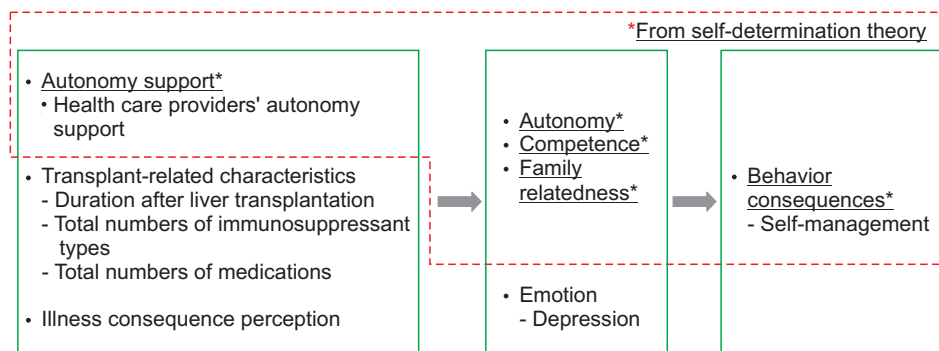 *From self-determination theory
• Autonomy support*
• Health care providers' autonomy
support
• Transplant-related characteristics
- Duration after liver transplantation
- Total numbers of immunosuppressant
types
- Total numbers of medications
• Illness consequence perception
• Autonomy*
• Competence*
• Family
relatedness*
• Emotion
- Depression
• Behavior
consequences*
- Self-management